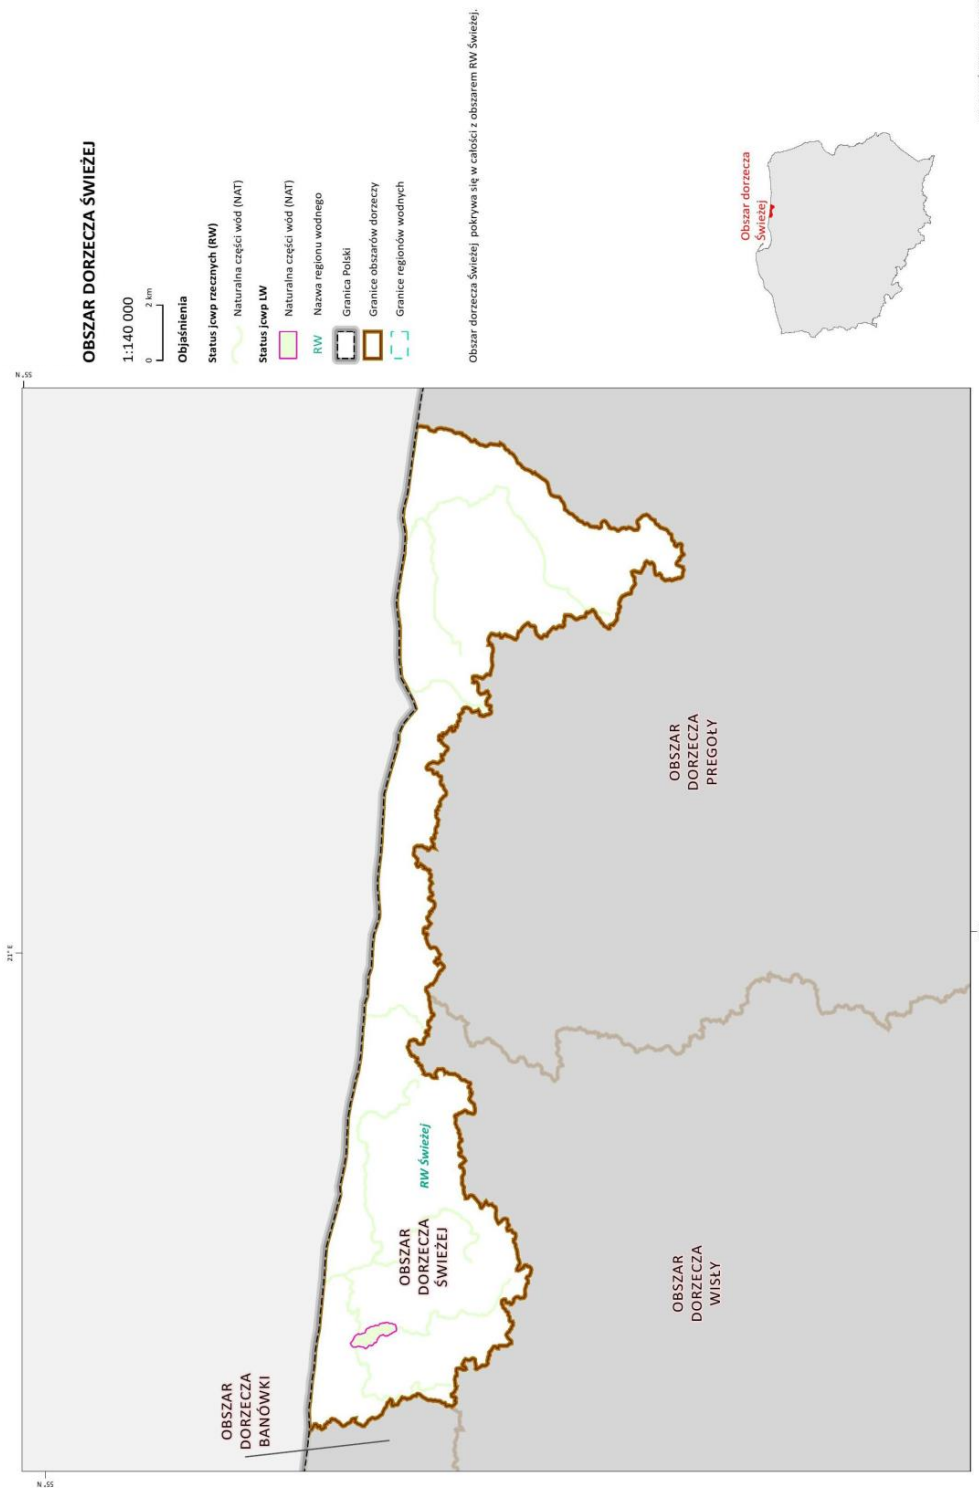 OBSZAR DORZECZA ŚWIEŻEJ
1:140 000
0 2 km
Objaśnienia
Status jcwp rzecznych (RW)
Naturalna części wód (NAT)
Status jcwp LW
Naturalna części wód (NAT)
RW Nazwa regionu wodnego
Granica Polski
Granice obszarów dorzeczy
Granice regionów wodnych
Obszar dorzecza Świeżej pokrywa się w całości z obszarem RW Świeżej.
Obszar dorzecza
Świeżej
21° E
N .55
N .55
OBSZAR
DORZECZA
BANÓWKI
OBSZAR
DORZECZA
ŚWIEŻEJ
RW Świeżej
OBSZAR
DORZECZA
WISŁY
OBSZAR
DORZECZA
PREGOŁY